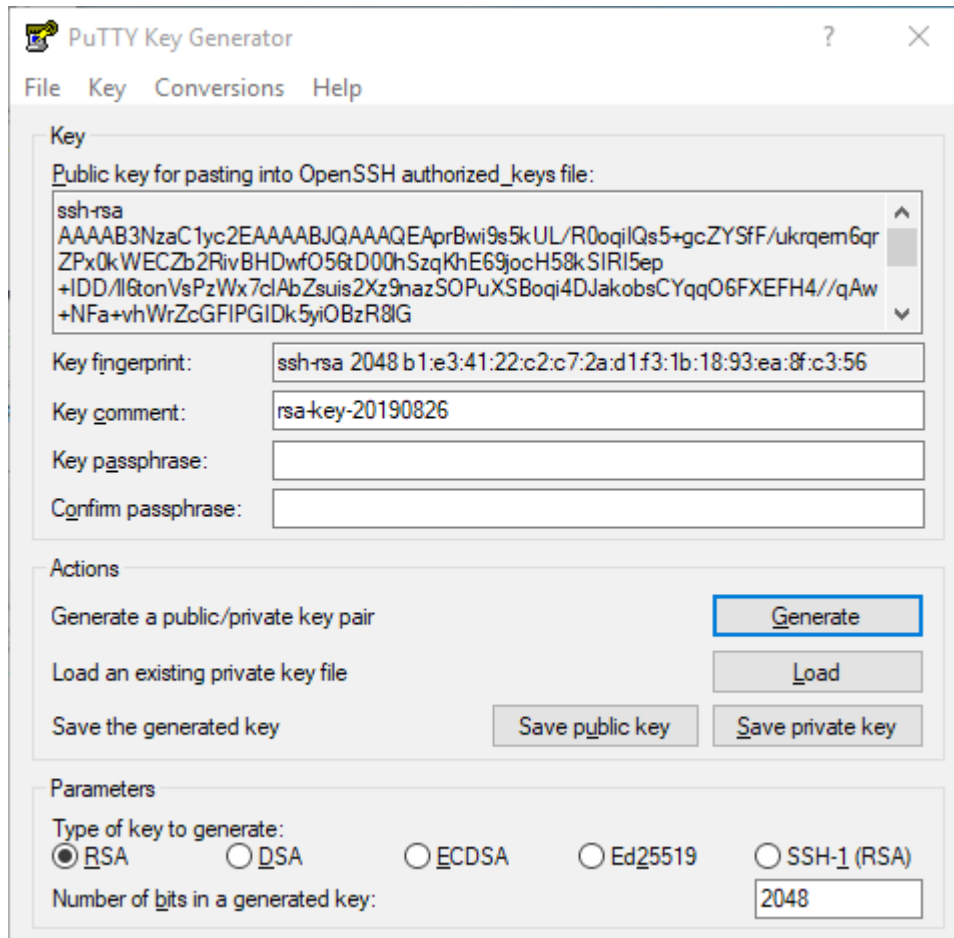 PuTTY Key Generator
File Key Conversions Help
Key
Public key for pasting into OpenSSH authorized_keys file:
ssh-rsa
AAAAB3NzaC1yc2EAAAABJQAAAQEAprBwi9s5kUL/R0oqiIQs5+gcZYSfF/ukrqem6qr
ZPx0kWECZb2RivBHDwfO56tD00hSzqKhE69jocH58kSIRI5ep
+IDD/Il6tonVsPzWx7clAbZsuis2Xz9nazSOPuXSBoqi4DJakobsCYqqO6FXEFH4//qAw
+NFa+vhWrZcGFIPGIDk5yiOBzR8lG
Key fingerprint: ssh-rsa 2048 b1:e3:41:22:c2:c7:2a:d1:f3:1b:18:93:ea:8f:c3:56
Key comment: rsa-key-20190826
Key passphrase:
Confirm passphrase:
Actions
Generate a public/private key pair Generate
Load an existing private key file Load
Save the generated key Save public key Save private key
Parameters
Type of key to generate:
RSA DSA ECDSA Ed25519 SSH-1 (RSA)
Number of bits in a generated key: 2048